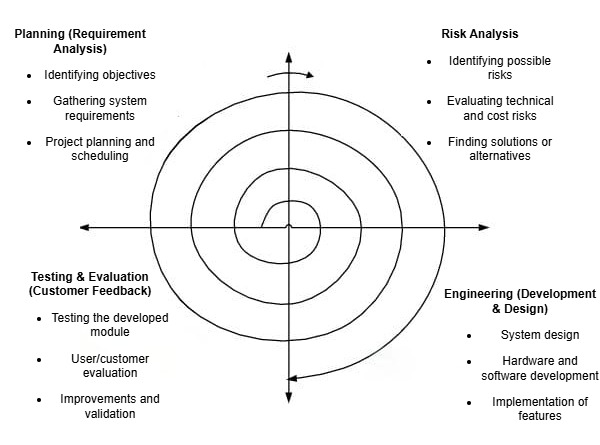 Planning (Requirement
Analysis)
• Identifying objectives
• Gathering system
requirements
• Project planning and
scheduling
Risk Analysis
• Identifying possible
risks
• Evaluating technical
and cost risks
• Finding solutions or
alternatives
Testing & Evaluation
(Customer Feedback)
• Testing the developed
module
• User/customer
evaluation
• Improvements and
validation
Engineering (Development
& Design)
• System design
• Hardware and
software development
• Implementation of
features